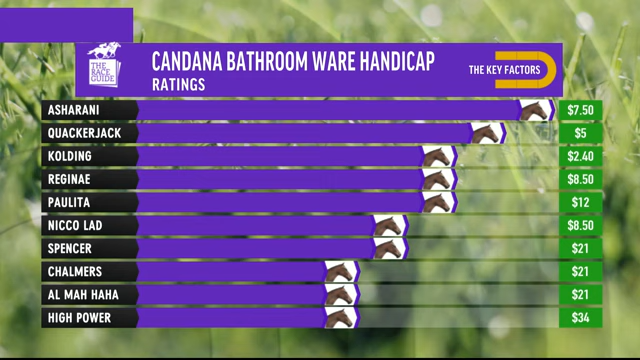 THE
RACE
GUIDE
CANDANA BATHROOM WARE HANDICAP
RATINGS
THE KEY FACTORS
ASHARANI $7.50
QUACKERJACK $5
KOLDING $2.40
REGINAE $8.50
PAULITA $12
NICCO LAD $8.50
SPENCER $21
CHALMERS $21
AL MAH HAHA $21
HIGH POWER $34